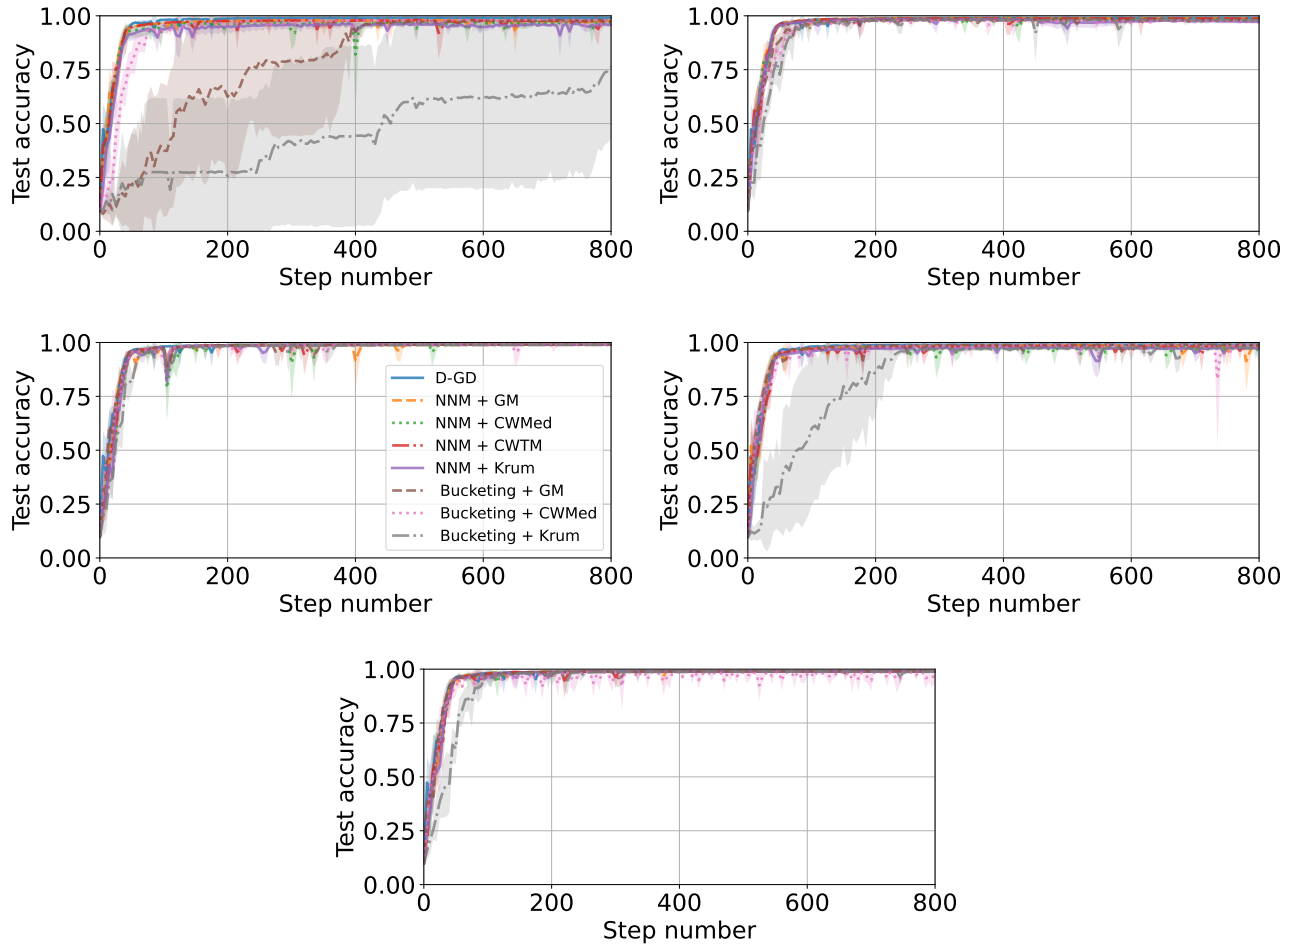 1.00
0.75
0.50
0.25
0.00
Test accuracy
0 200 400 600 800
Step number
1.00
0.75
0.50
0.25
0.00
Test accuracy
0 200 400 600 800
Step number
1.00
0.75
0.50
0.25
0.00
Test accuracy
D-GD
NNM + GM
NNM + CWMed
NNM + CWTM
NNM + Krum
Bucketing + GM
Bucketing + CWMed
Bucketing + Krum
0 200 400 600 800
Step number
1.00
0.75
0.50
0.25
0.00
Test accuracy
0 200 400 600 800
Step number
1.00
0.75
0.50
0.25
0.00
Test accuracy
0 200 400 600 800
Step number